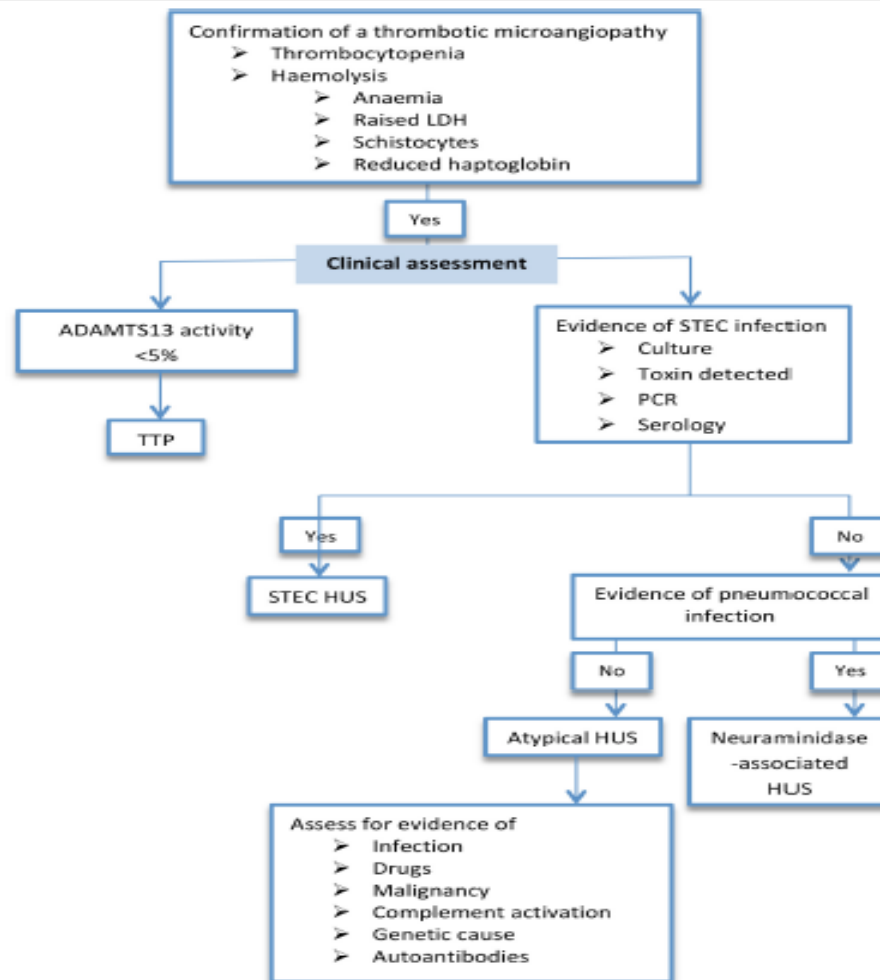 Confirmation of a thrombotic microangiopathy
➢ Thrombocytopenia
➢ Haemolysis
➢ Anaemia
➢ Raised LDH
➢ Schistocytes
➢ Reduced haptoglobin
Yes
Clinical assessment
ADAMTS13 activity
<5%
TTP
Evidence of STEC infection
➢ Culture
➢ Toxin detected
➢ PCR
➢ Serology
Yes
No
STEC HUS
Evidence of pneumococcal
infection
No
Yes
Atypical HUS
Neuraminidase
-associated
HUS
Assess for evidence of
➢ Infection
➢ Drugs
➢ Malignancy
➢ Complement activation
➢ Genetic cause
➢ Autoantibodies